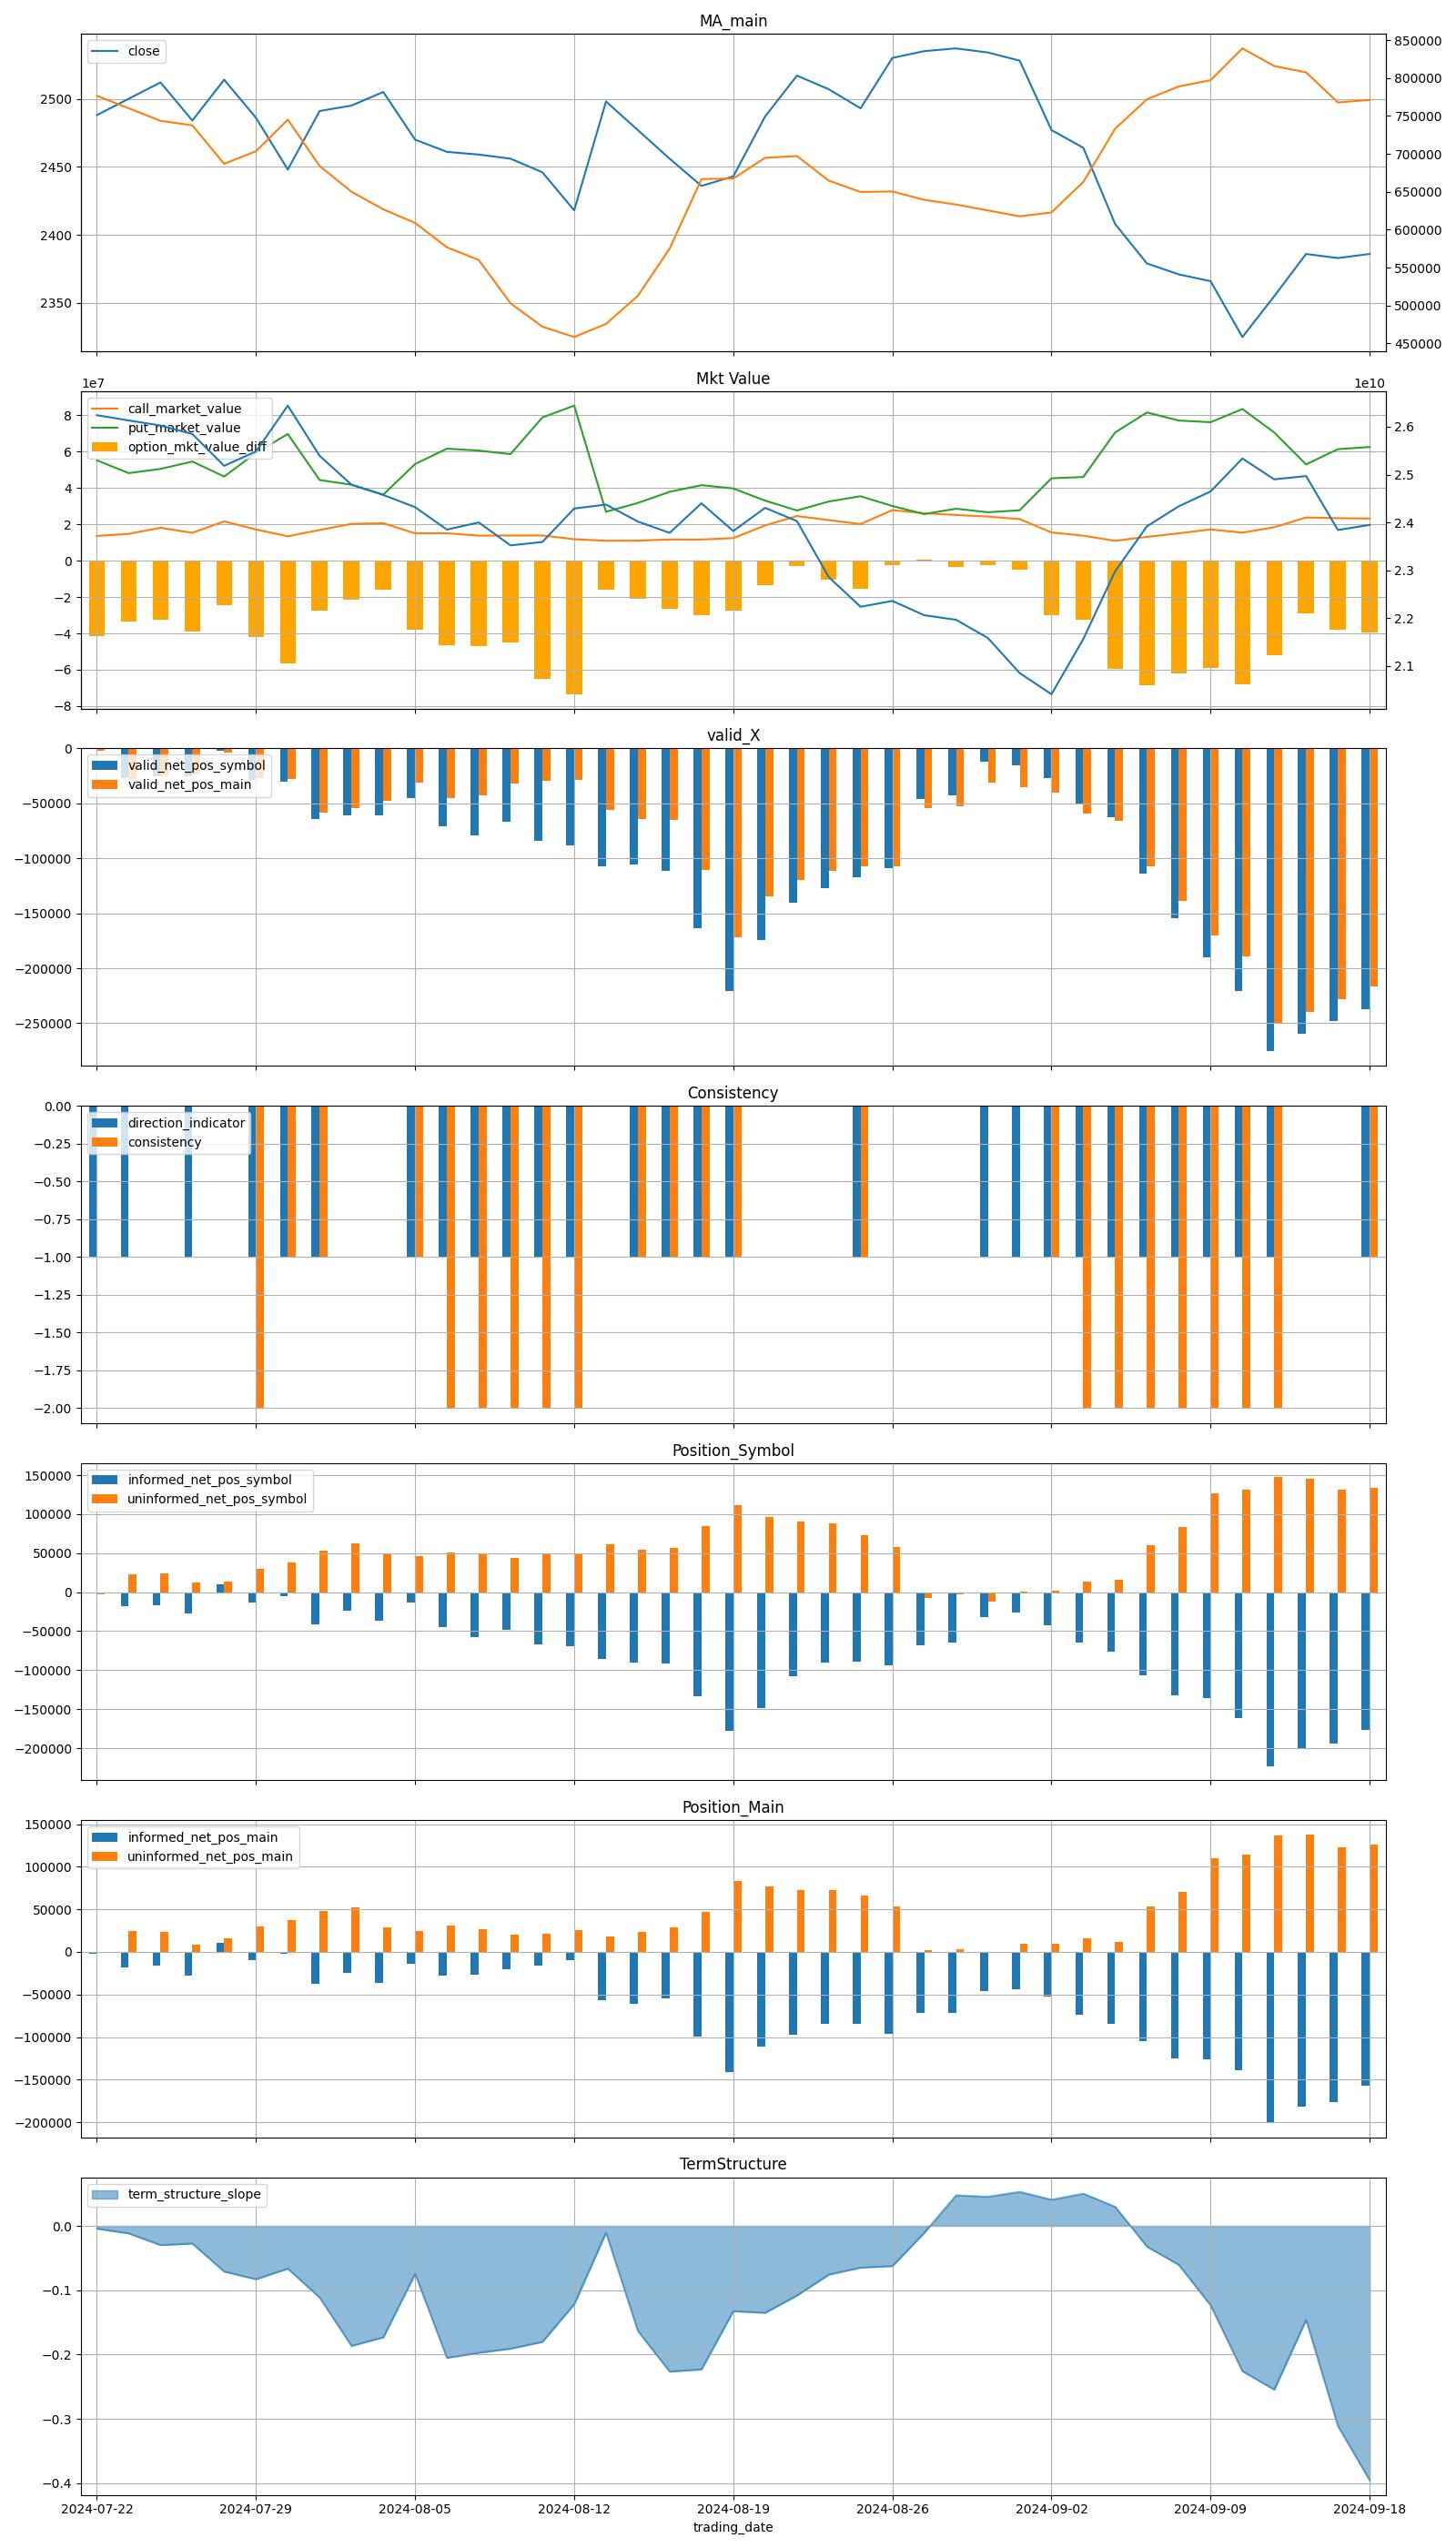 MA_main
close
2500
2450
2400
2350
850000
800000
750000
700000
650000
600000
550000
500000
450000
Mkt Value
1e7
1e10
call_market_value
put_market_value
option_mkt_value_diff
8
6
4
2
0
−2
−4
−6
−8
2.6
2.5
2.4
2.3
2.2
2.1
valid_X
valid_net_pos_symbol
valid_net_pos_main
0
−50000
−100000
−150000
−200000
−250000
Consistency
direction_indicator
consistency
0.00
−0.25
−0.50
−0.75
−1.00
−1.25
−1.50
−1.75
−2.00
Position_Symbol
informed_net_pos_symbol
uninformed_net_pos_symbol
150000
100000
50000
0
−50000
−100000
−150000
−200000
Position_Main
informed_net_pos_main
uninformed_net_pos_main
150000
100000
50000
0
−50000
−100000
−150000
−200000
TermStructure
term_structure_slope
0.0
−0.1
−0.2
−0.3
−0.4
2024-07-22 2024-07-29 2024-08-05 2024-08-12 2024-08-19 2024-08-26 2024-09-02 2024-09-09 2024-09-18
trading_date